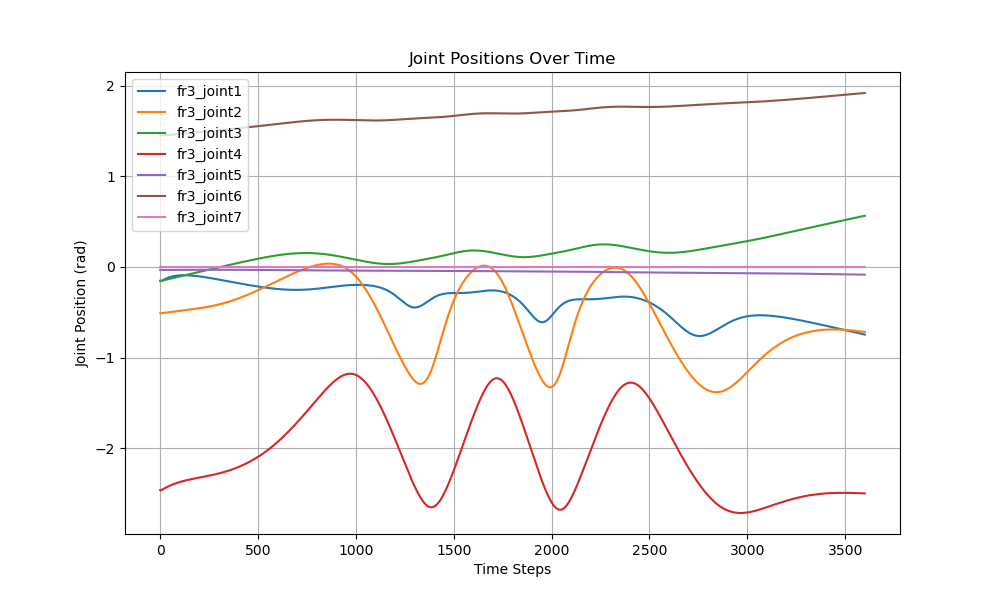 Joint Positions Over Time
Joint Position (rad)
2
1
0
−1
−2
fr3_joint1
fr3_joint2
fr3_joint3
fr3_joint4
fr3_joint5
fr3_joint6
fr3_joint7
0 500 1000 1500 2000 2500 3000 3500
Time Steps